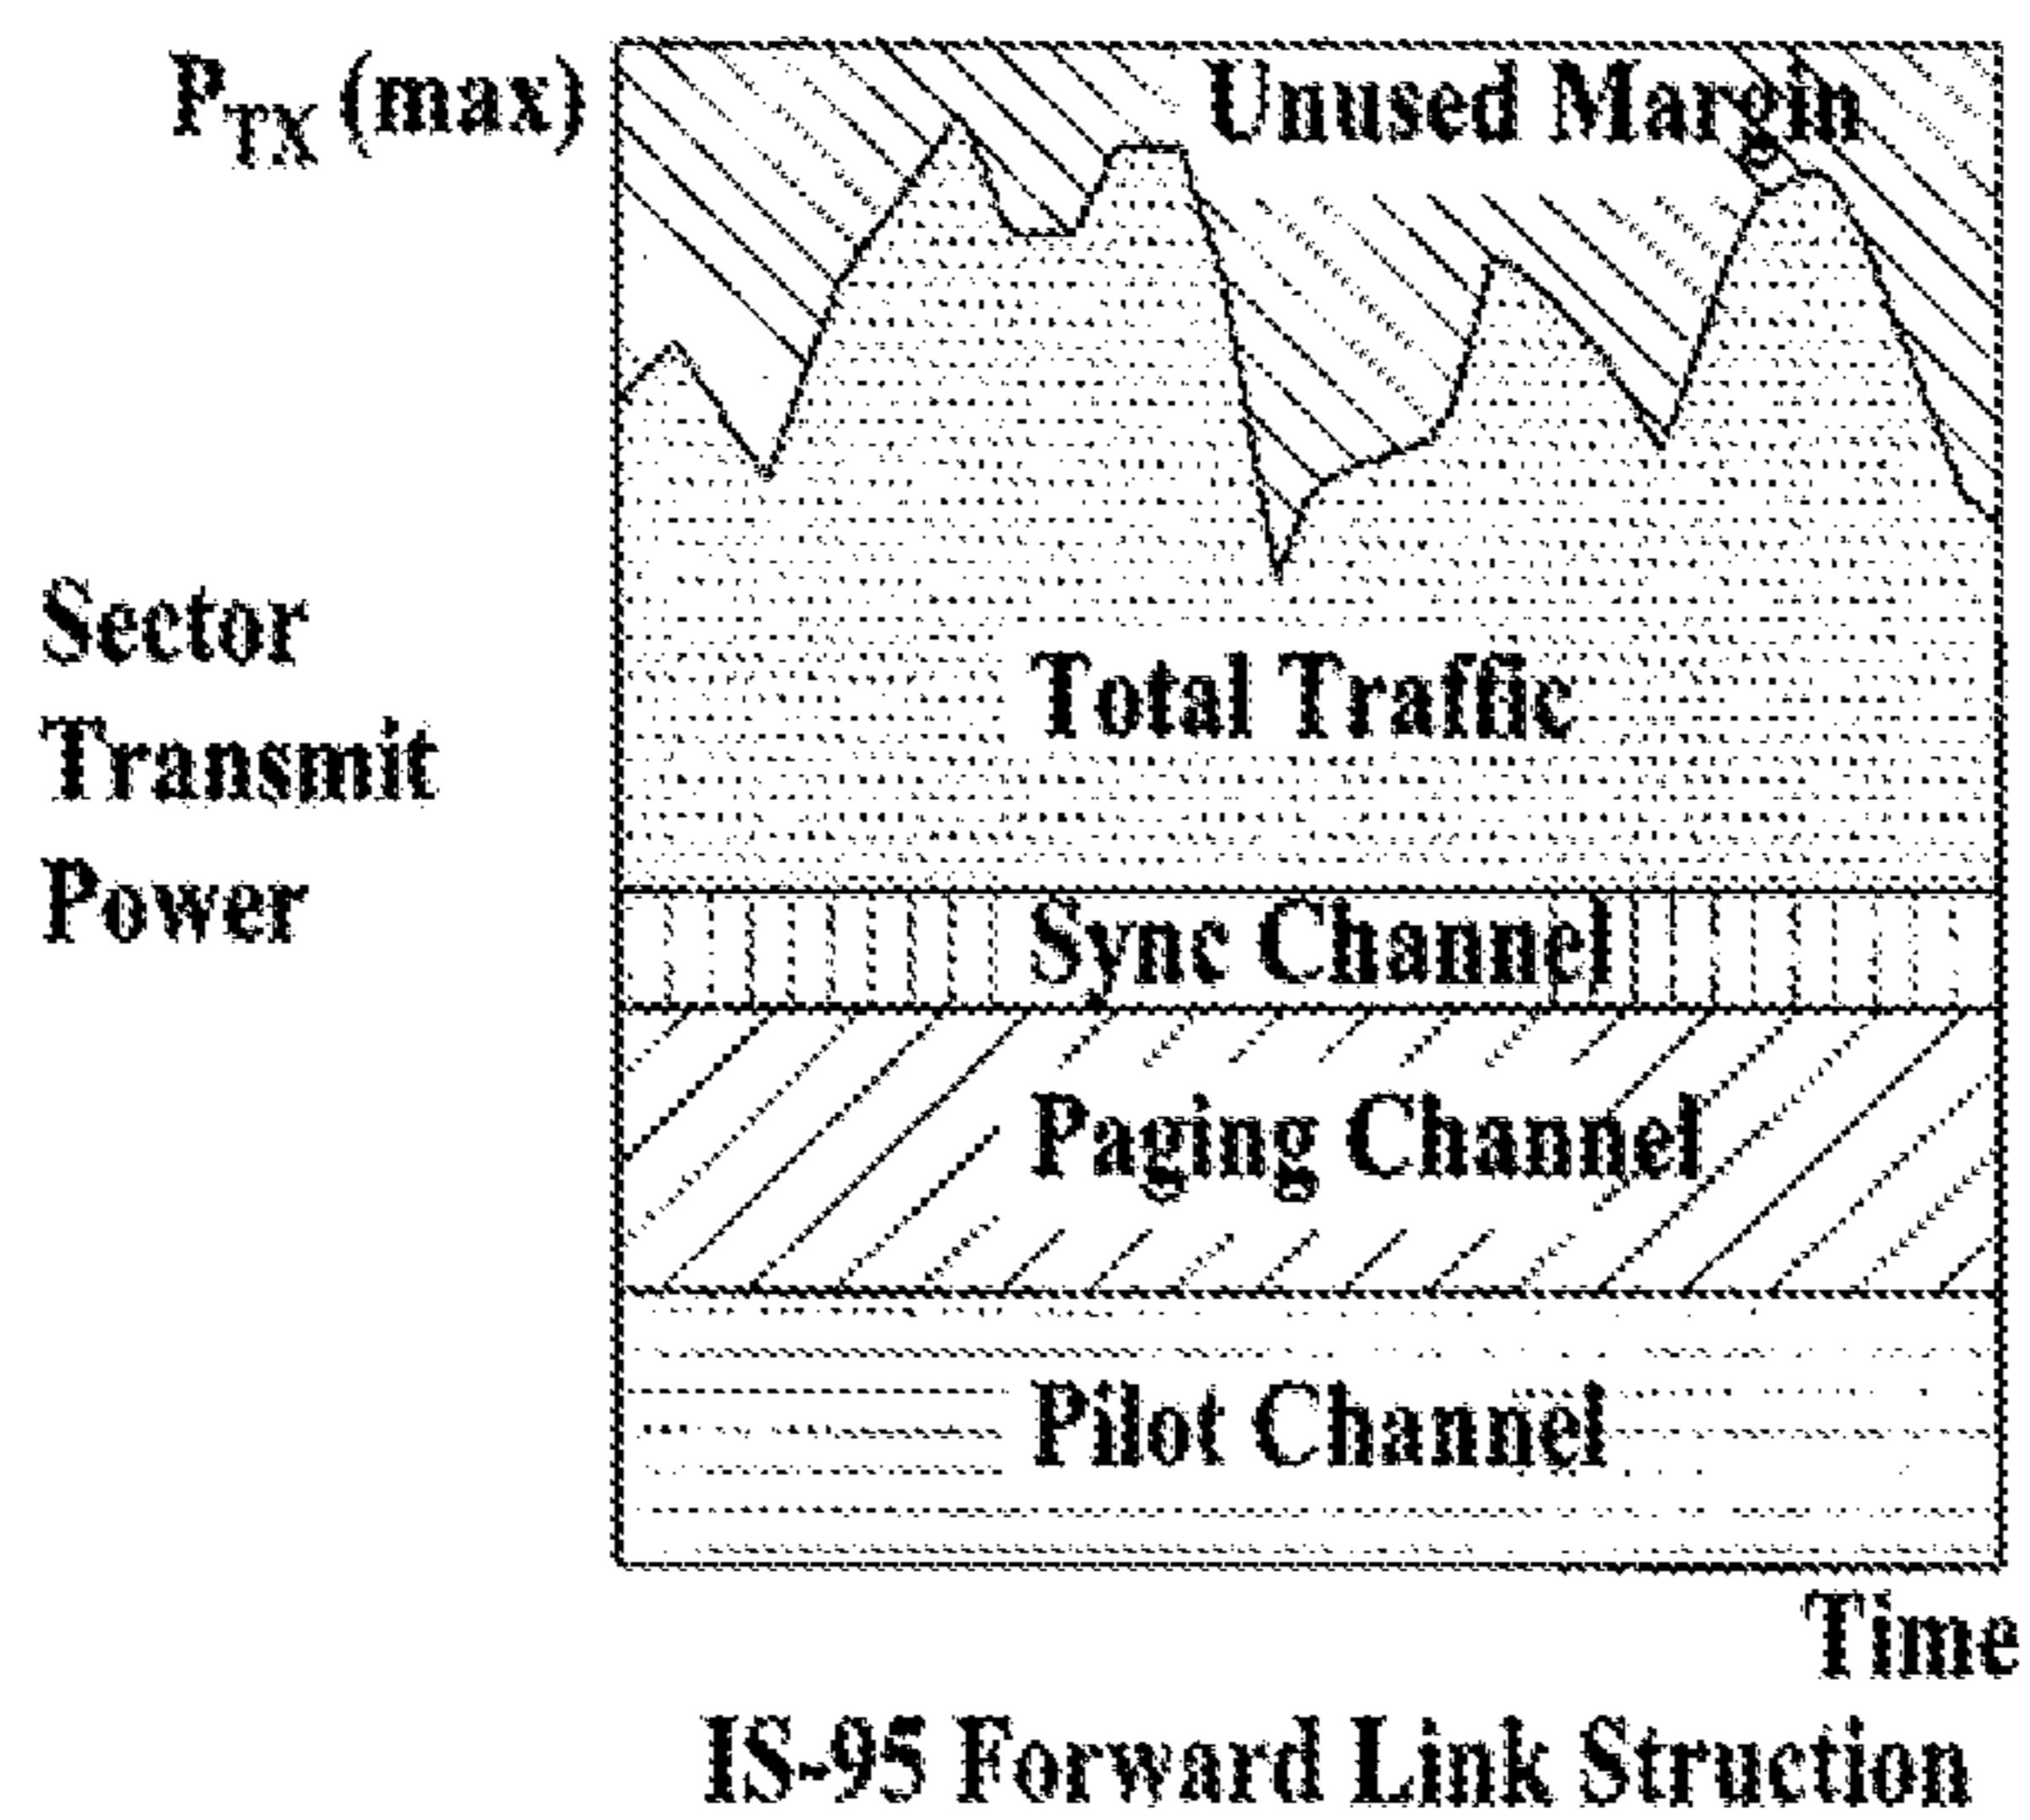 P_TX (max)
Unused Margin
Sector
Transmit
Power
Total Traffic
Sync Channel
Paging Channel
Pilot Channel
Time
IS-95 Forward Link Struction